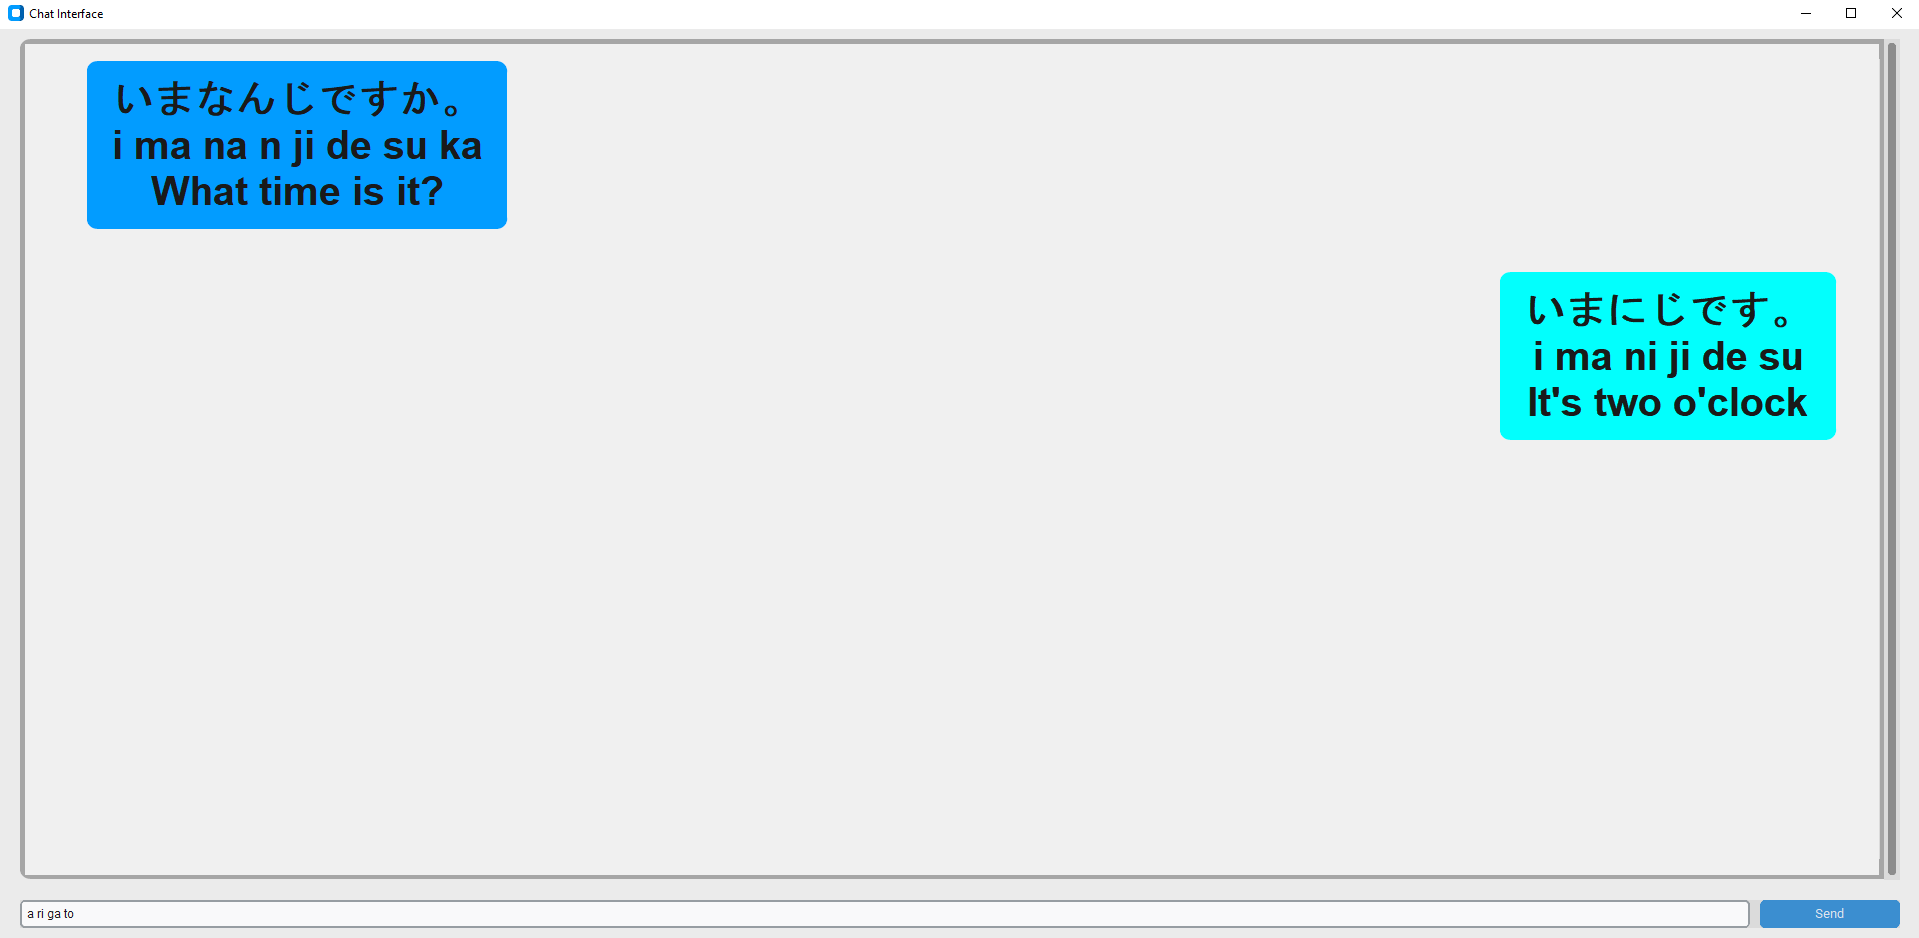 Chat Interface
いまなんじですか。
i ma na n ji de su ka
What time is it?
いまにじです。
i ma ni ji de su
It's two o'clock
a ri ga to
Send